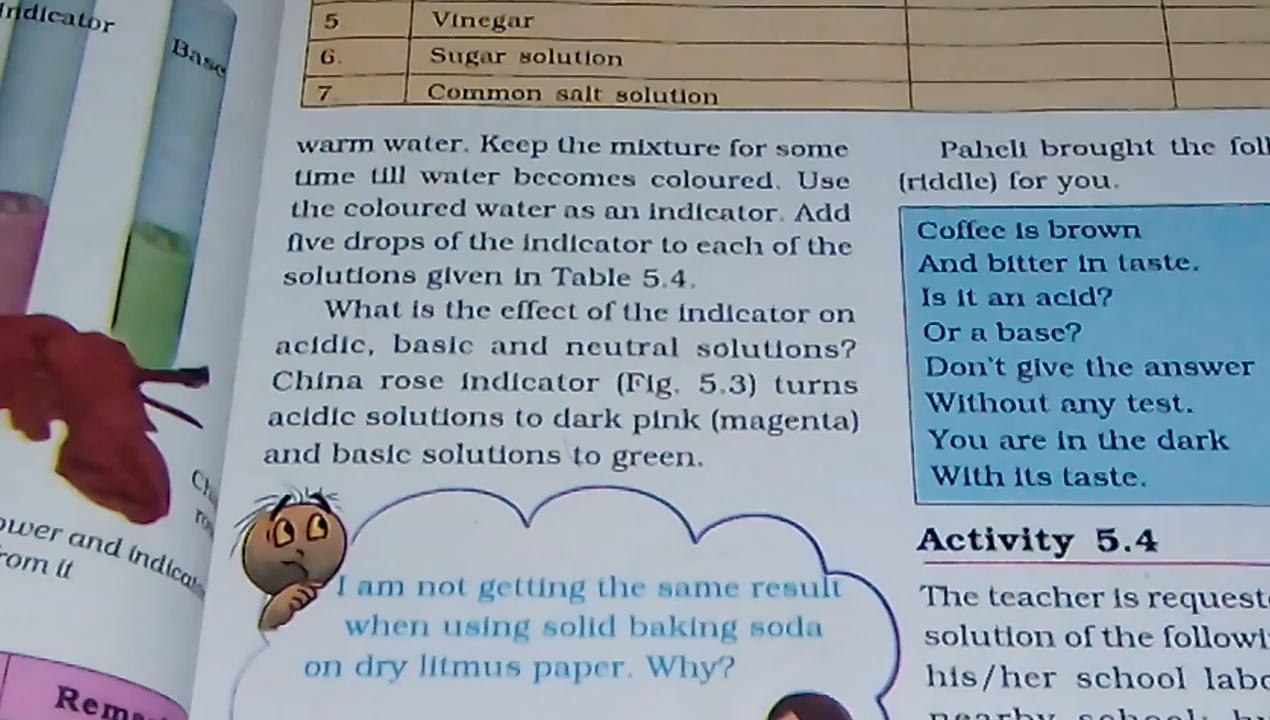 Indicator
Base
ower and indica
rom it
Rema
5 Vinegar
6. Sugar solution
7 Common salt solution
warm water. Keep the mixture for some
time till water becomes coloured. Use
the coloured water as an indicator. Add
five drops of the indicator to each of the
solutions given in Table 5.4.
What is the effect of the indicator on
acidic, basic and neutral solutions?
China rose indicator (Fig. 5.3) turns
acidic solutions to dark pink (magenta)
and basic solutions to green.
I am not getting the same result
when using solid baking soda
on dry litmus paper. Why?
Paheli brought the foll
(riddle) for you.
Coffee is brown
And bitter in taste.
Is it an acid?
Or a base?
Don't give the answer
Without any test.
You are in the dark
With its taste.
Activity 5.4
The teacher is request
solution of the followi
his/her school labo